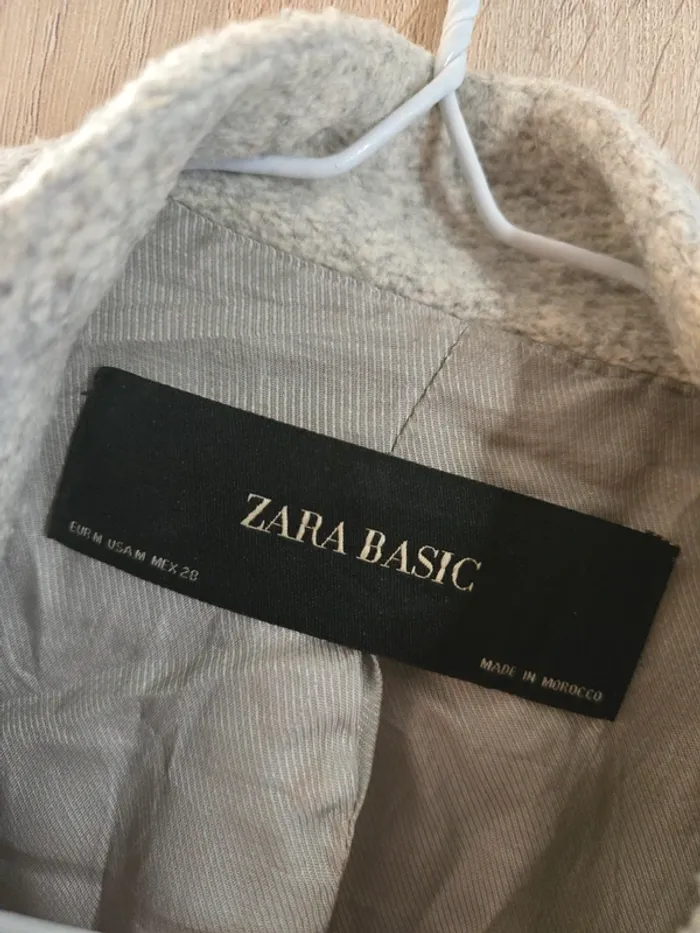 ZARA BASIC
EUR M USA M MEX 28
MADE IN MOROCCO